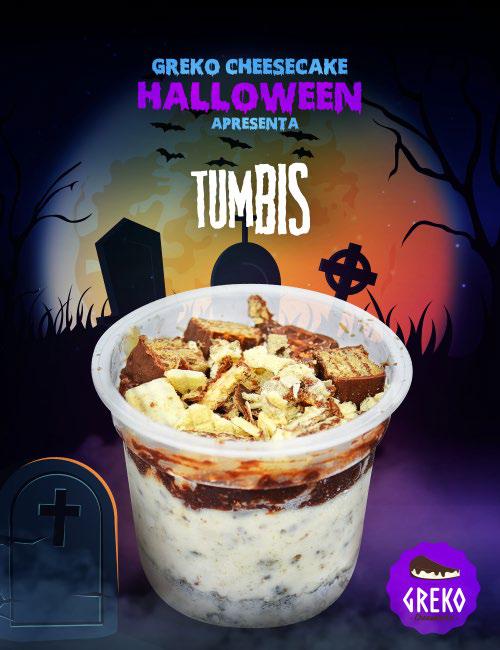 GREKO CHEESECAKE
HALLOWEEN
APRESENTA
TUMBIS
GREKO